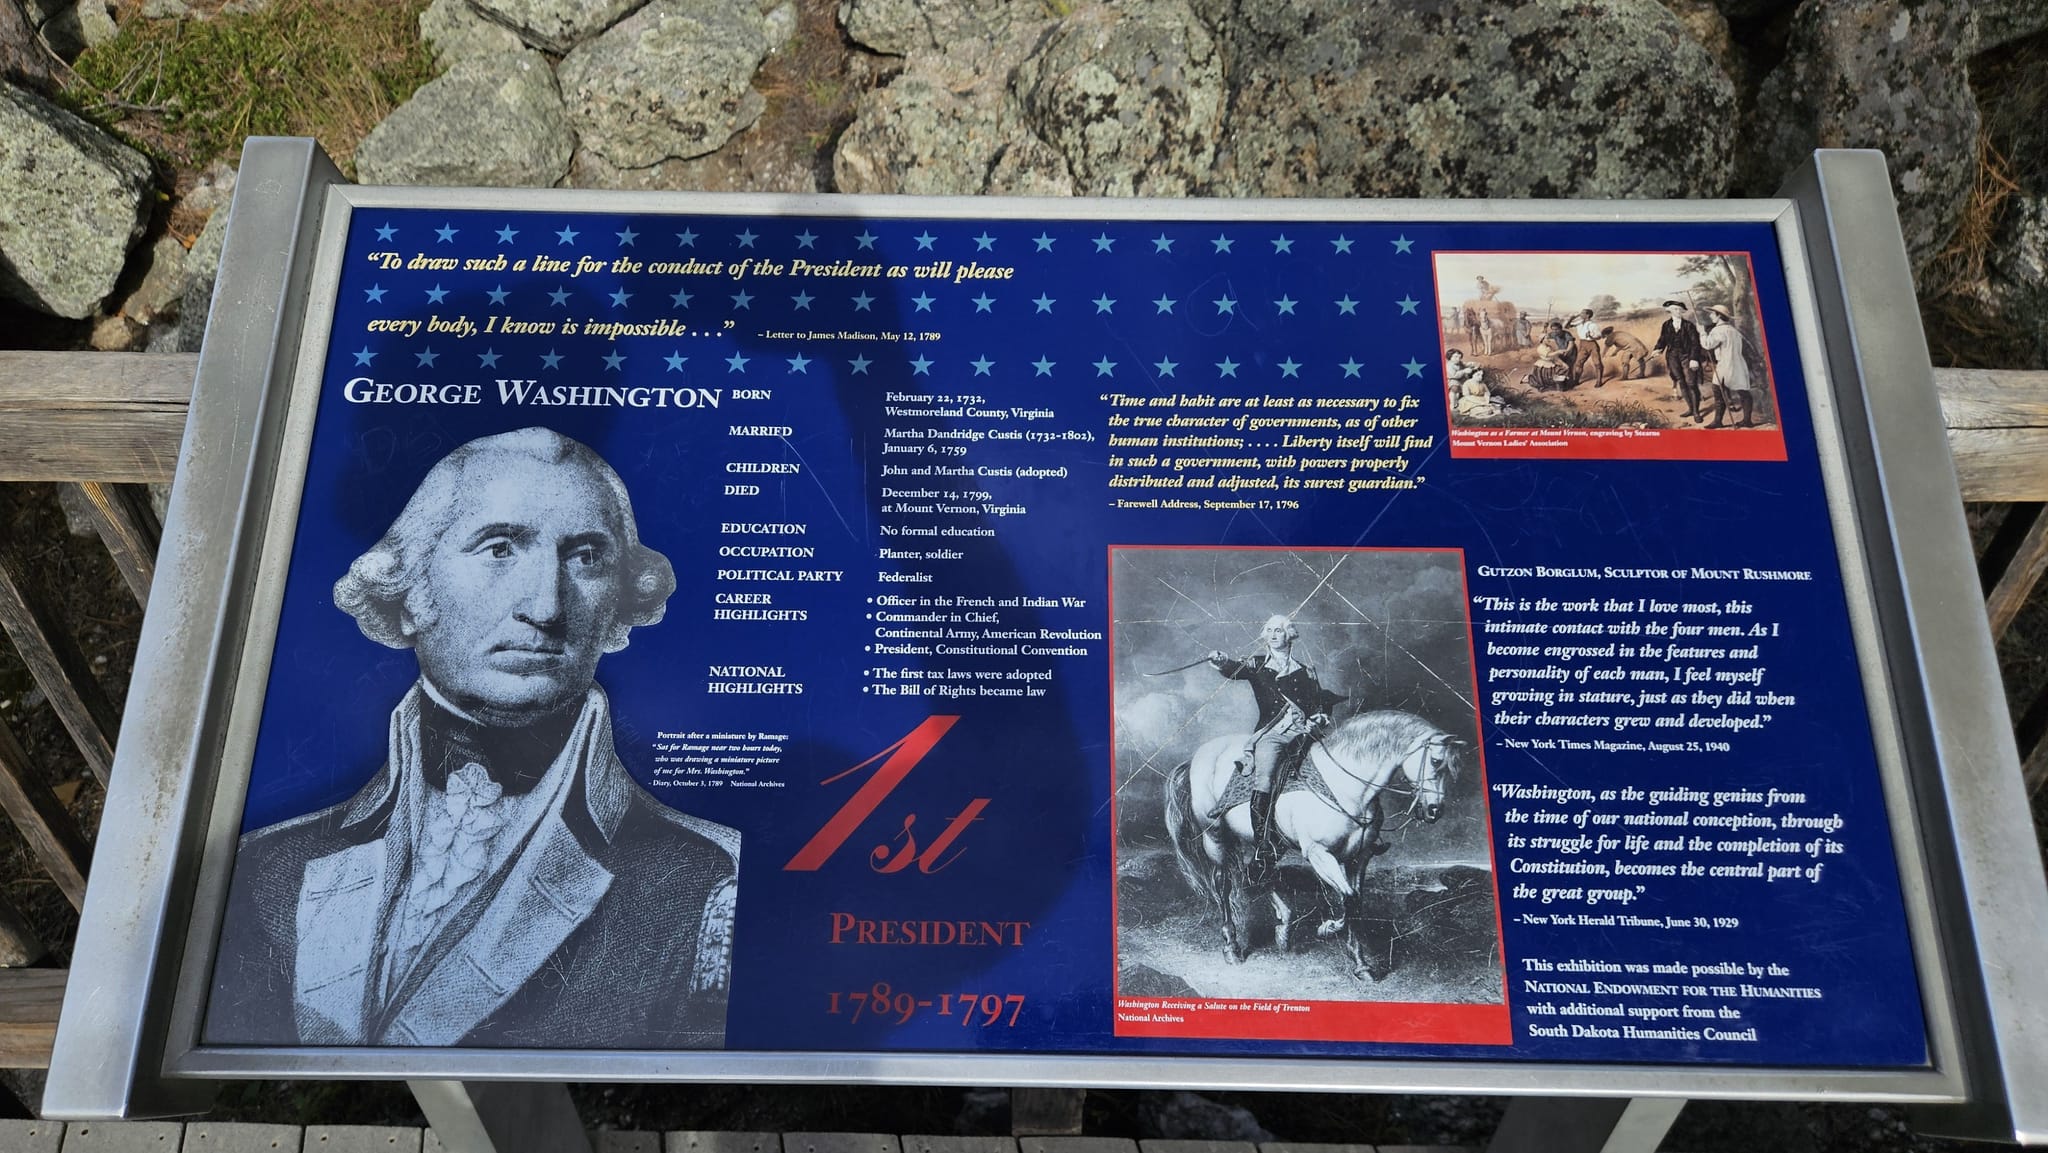 “To draw such a line for the conduct of the President as will please
every body, I know is impossible . . .”
– Letter to James Madison, May 12, 1789
GEORGE WASHINGTON
BORN
February 22, 1732,
Westmoreland County, Virginia
MARRIED
Martha Dandridge Custis (1732-1802),
January 6, 1759
CHILDREN
John and Martha Custis (adopted)
DIED
December 14, 1799,
at Mount Vernon, Virginia
EDUCATION
No formal education
OCCUPATION
Planter, soldier
POLITICAL PARTY
Federalist
CAREER
HIGHLIGHTS
• Officer in the French and Indian War
• Commander in Chief,
Continental Army, American Revolution
• President, Constitutional Convention
NATIONAL
HIGHLIGHTS
• The first tax laws were adopted
• The Bill of Rights became law
Portrait after a miniature by Ramage:
“Sat for Ramage near two hours today,
who was drawing a miniature picture
of me for Mrs. Washington.”
- Diary, October 3, 1789 National Archives
1st
PRESIDENT
1789-1797
“Time and habit are at least as necessary to fix
the true character of governments, as of other
human institutions; . . . . Liberty itself will find
in such a government, with powers properly
distributed and adjusted, its surest guardian.”
– Farewell Address, September 17, 1796
Washington Receiving a Salute on the Field of Trenton
National Archives
Washington as a Farmer at Mount Vernon, engraving by Stearns
Mount Vernon Ladies' Association
GUTZON BORGLUM, SCULPTOR OF MOUNT RUSHMORE
“This is the work that I love most, this
intimate contact with the four men. As I
become engrossed in the features and
personality of each man, I feel myself
growing in stature, just as they did when
their characters grew and developed.”
– New York Times Magazine, August 25, 1940
“Washington, as the guiding genius from
the time of our national conception, through
its struggle for life and the completion of its
Constitution, becomes the central part of
the great group.”
– New York Herald Tribune, June 30, 1929
This exhibition was made possible by the
NATIONAL ENDOWMENT FOR THE HUMANITIES
with additional support from the
South Dakota Humanities Council